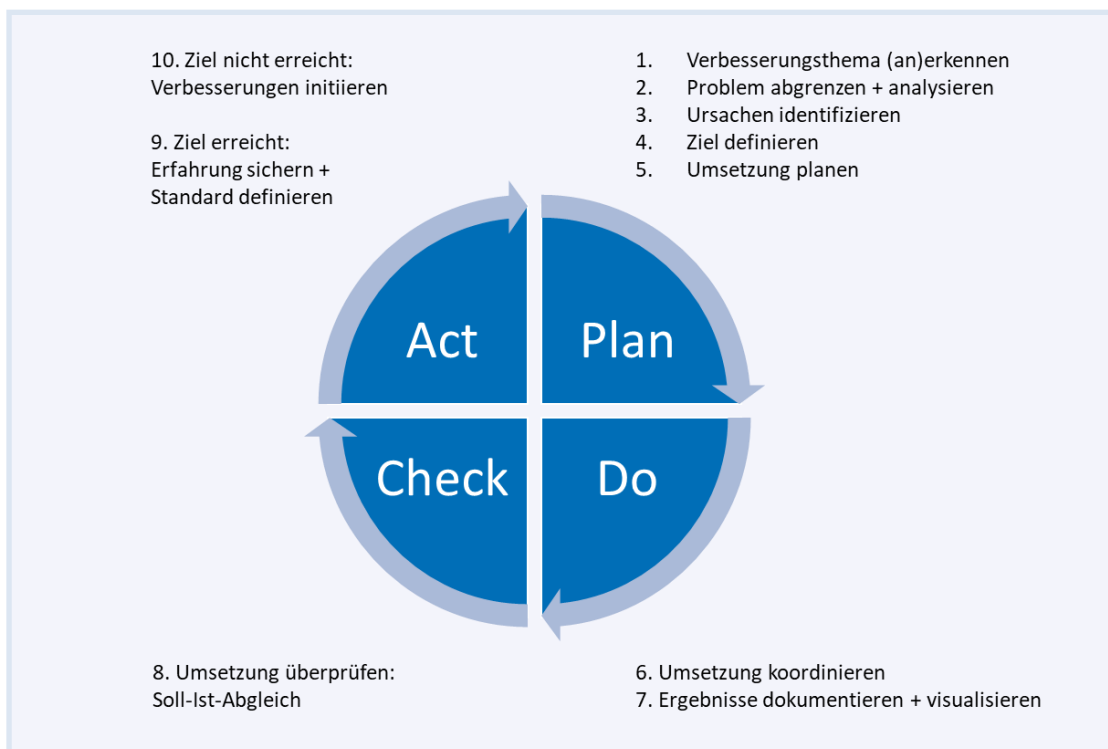 10. Ziel nicht erreicht:
Verbesserungen initiieren
9. Ziel erreicht:
Erfahrung sichern +
Standard definieren
1. Verbesserungsthema (an)erkennen
2. Problem abgrenzen + analysieren
3. Ursachen identifizieren
4. Ziel definieren
5. Umsetzung planen
Act
Plan
Check
Do
8. Umsetzung überprüfen:
Soll-Ist-Abgleich
6. Umsetzung koordinieren
7. Ergebnisse dokumentieren + visualisieren